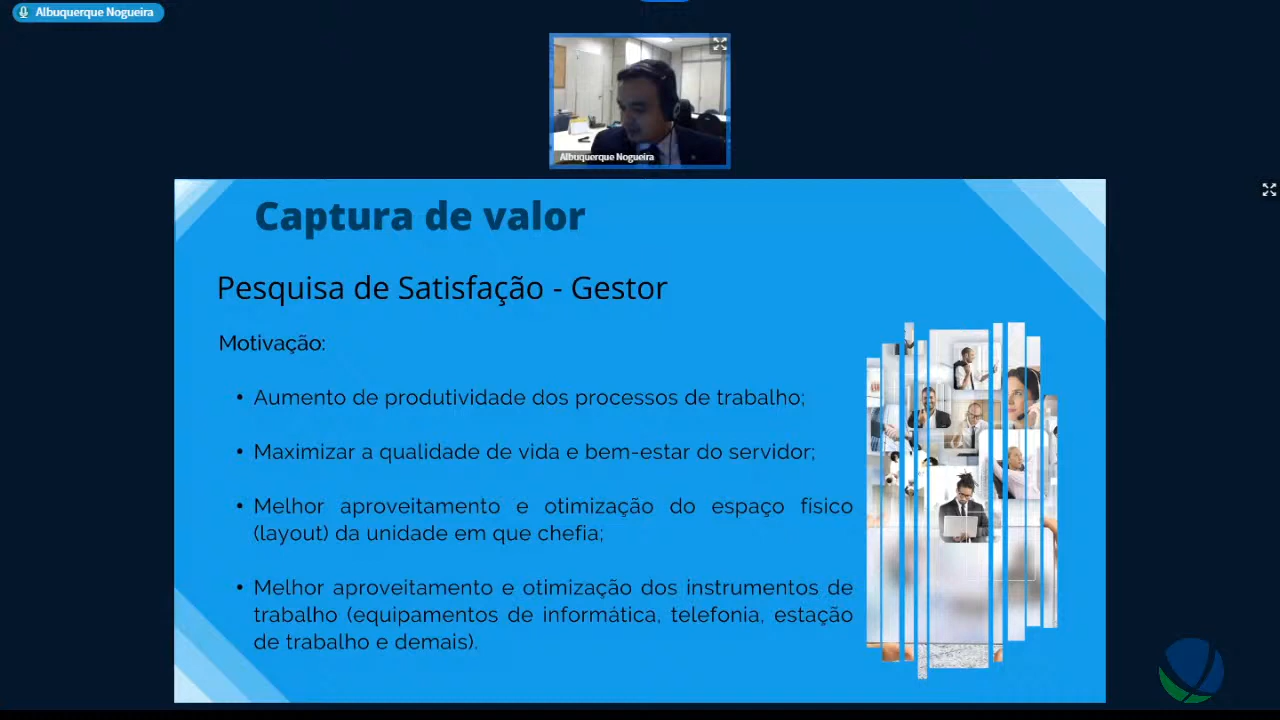 Albuquerque Nogueira
Albuquerque Nogueira
Captura de valor
Pesquisa de Satisfação - Gestor
Motivação:
• Aumento de produtividade dos processos de trabalho;
• Maximizar a qualidade de vida e bem-estar do servidor;
• Melhor aproveitamento e otimização do espaço físico
(layout) da unidade em que chefia;
• Melhor aproveitamento e otimização dos instrumentos de
trabalho (equipamentos de informática, telefonia, estação
de trabalho e demais).